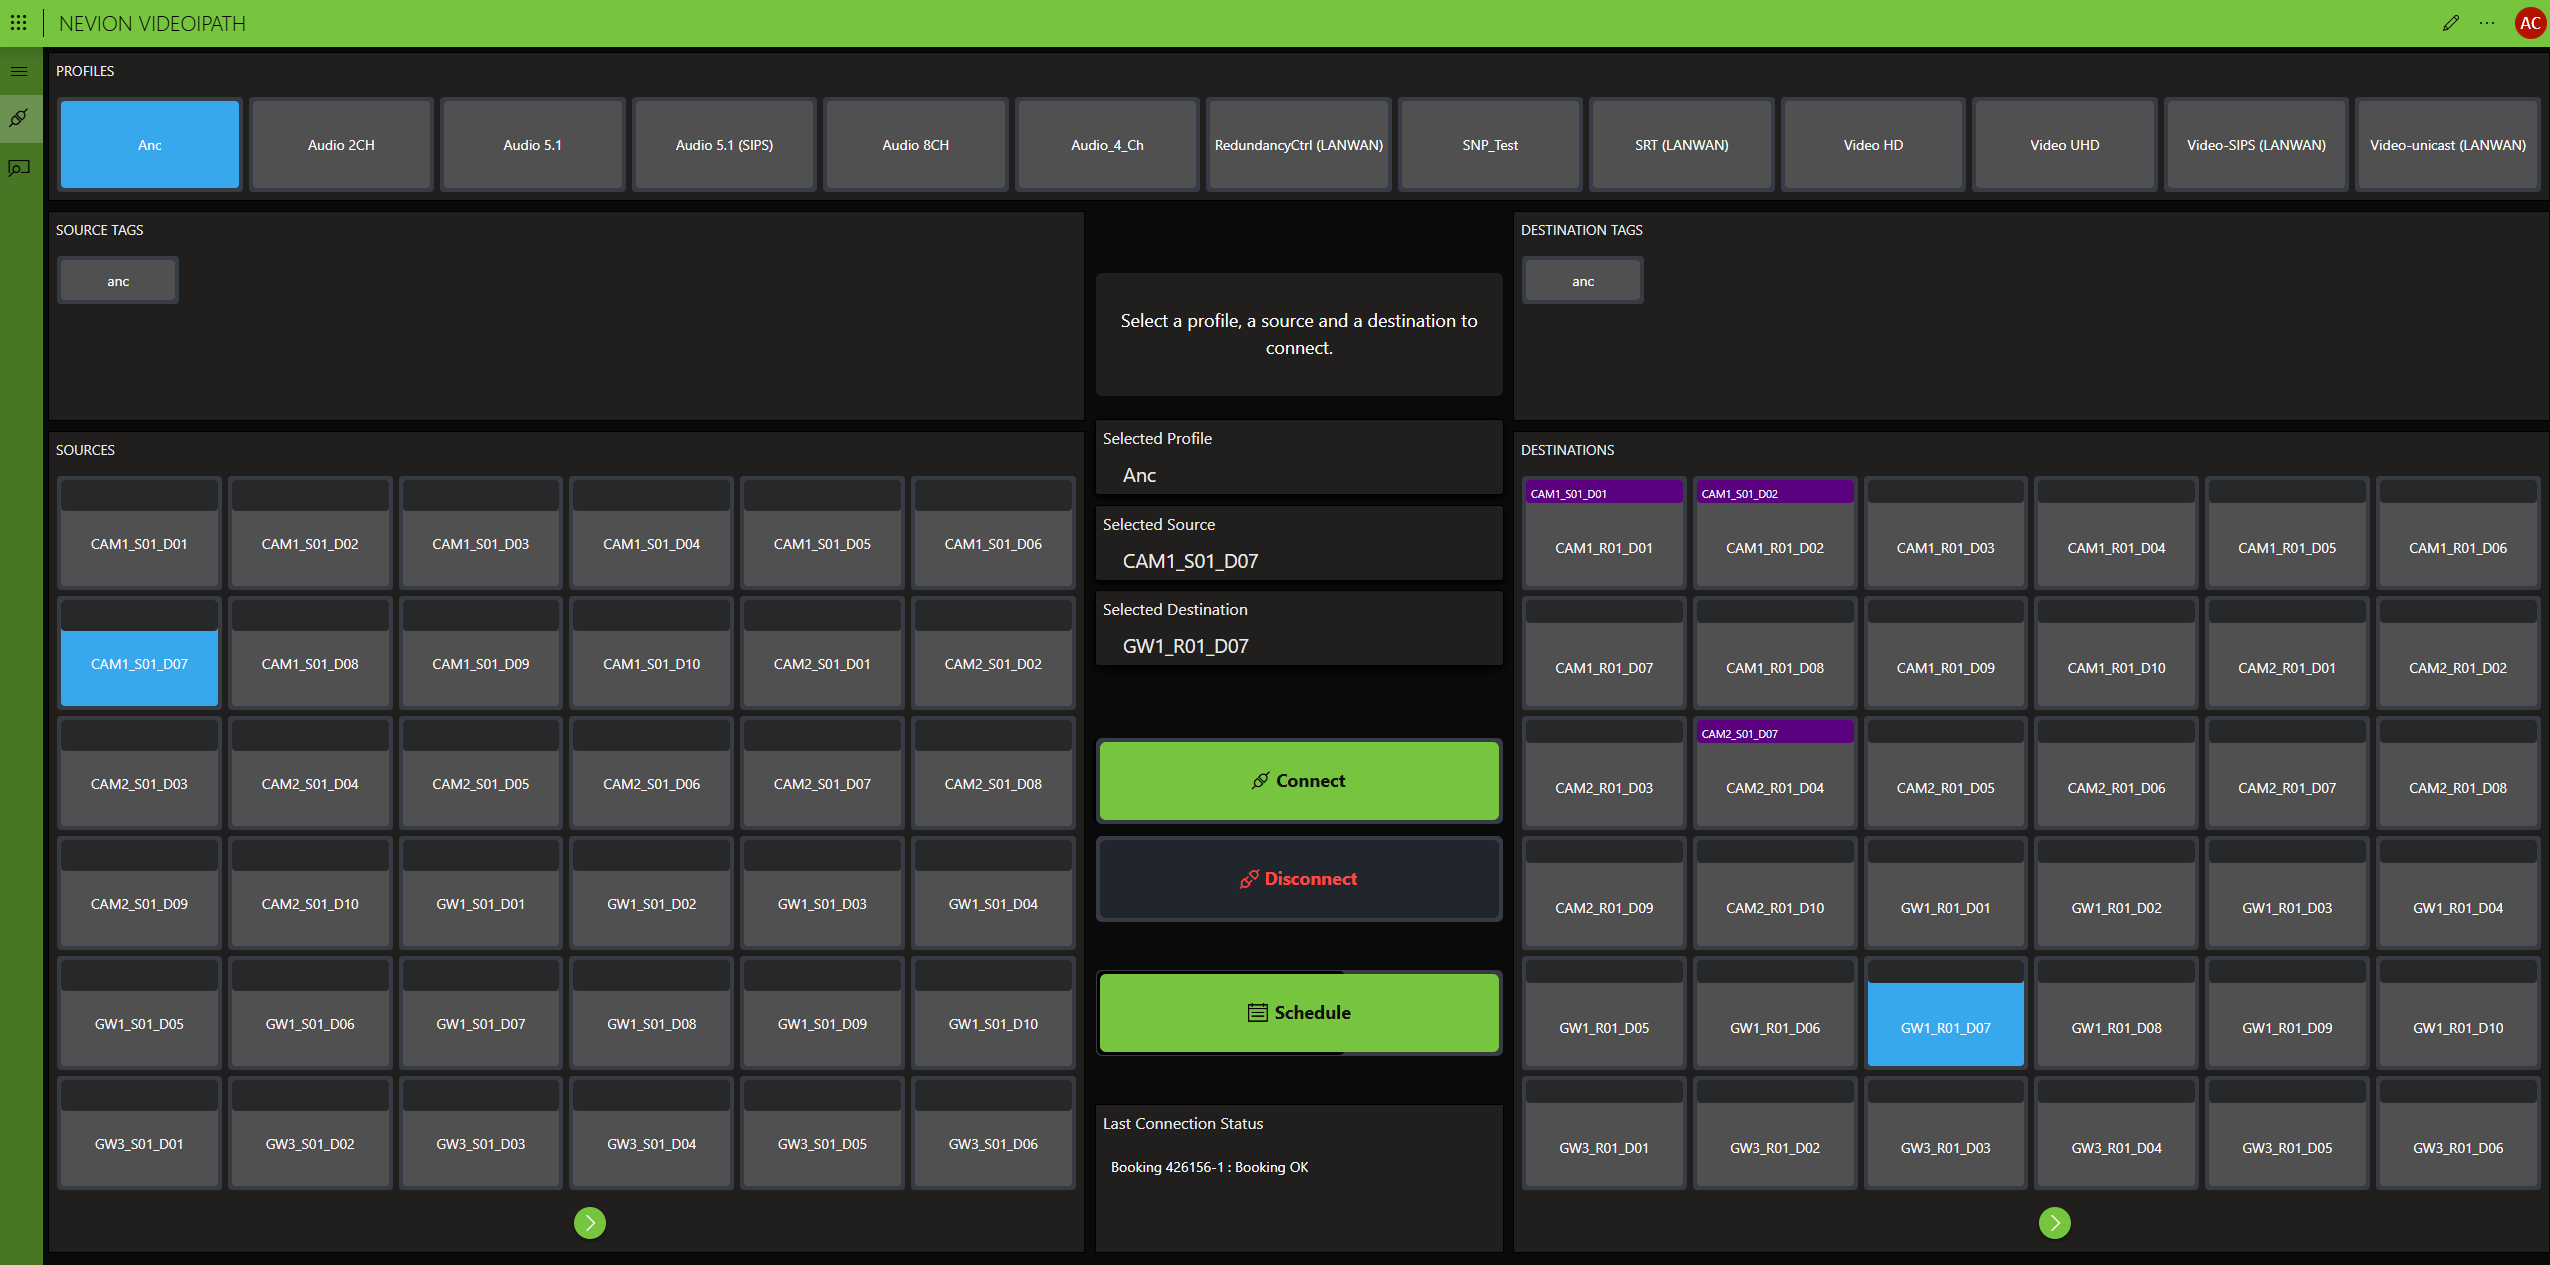 NEVION VIDEOIPATH
AC
PROFILES
Anc
Audio 2CH
Audio 5.1
Audio 5.1 (SIPS)
Audio 8CH
Audio_4_Ch
RedundancyCtrl (LANWAN)
SNP_Test
SRT (LANWAN)
Video HD
Video UHD
Video-SIPS (LANWAN)
Video-unicast (LANWAN)
SOURCE TAGS
anc
SOURCES
CAM1_S01_D01
CAM1_S01_D02
CAM1_S01_D03
CAM1_S01_D04
CAM1_S01_D05
CAM1_S01_D06
CAM1_S01_D07
CAM1_S01_D08
CAM1_S01_D09
CAM1_S01_D10
CAM2_S01_D01
CAM2_S01_D02
CAM2_S01_D03
CAM2_S01_D04
CAM2_S01_D05
CAM2_S01_D06
CAM2_S01_D07
CAM2_S01_D08
CAM2_S01_D09
CAM2_S01_D10
GW1_S01_D01
GW1_S01_D02
GW1_S01_D03
GW1_S01_D04
GW1_S01_D05
GW1_S01_D06
GW1_S01_D07
GW1_S01_D08
GW1_S01_D09
GW1_S01_D10
GW3_S01_D01
GW3_S01_D02
GW3_S01_D03
GW3_S01_D04
GW3_S01_D05
GW3_S01_D06
Select a profile, a source and a destination to
connect.
Selected Profile
Anc
Selected Source
CAM1_S01_D07
Selected Destination
GW1_R01_D07
Connect
Disconnect
Schedule
Last Connection Status
Booking 426156-1 : Booking OK
DESTINATION TAGS
anc
DESTINATIONS
CAM1_S01_D01
CAM1_R01_D01
CAM1_S01_D02
CAM1_R01_D02
CAM1_R01_D03
CAM1_R01_D04
CAM1_R01_D05
CAM1_R01_D06
CAM1_R01_D07
CAM1_R01_D08
CAM1_R01_D09
CAM1_R01_D10
CAM2_R01_D01
CAM2_R01_D02
CAM2_R01_D03
CAM2_S01_D07
CAM2_R01_D04
CAM2_R01_D05
CAM2_R01_D06
CAM2_R01_D07
CAM2_R01_D08
CAM2_R01_D09
CAM2_R01_D10
GW1_R01_D01
GW1_R01_D02
GW1_R01_D03
GW1_R01_D04
GW1_R01_D05
GW1_R01_D06
GW1_R01_D07
GW1_R01_D08
GW1_R01_D09
GW1_R01_D10
GW3_R01_D01
GW3_R01_D02
GW3_R01_D03
GW3_R01_D04
GW3_R01_D05
GW3_R01_D06